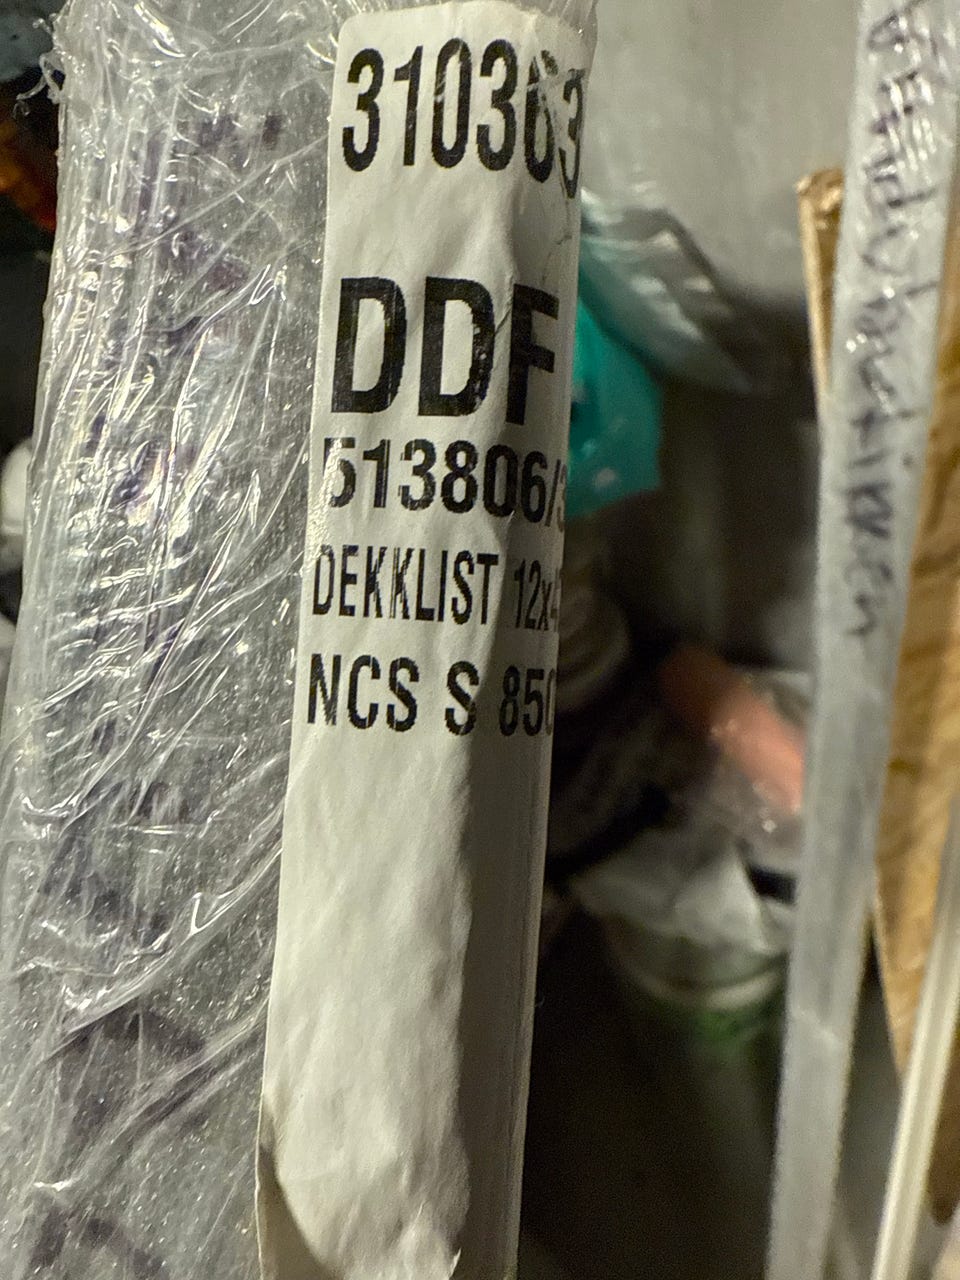 310363
DDF
513806/3
DEKKLIST 12x4
NCS S 850